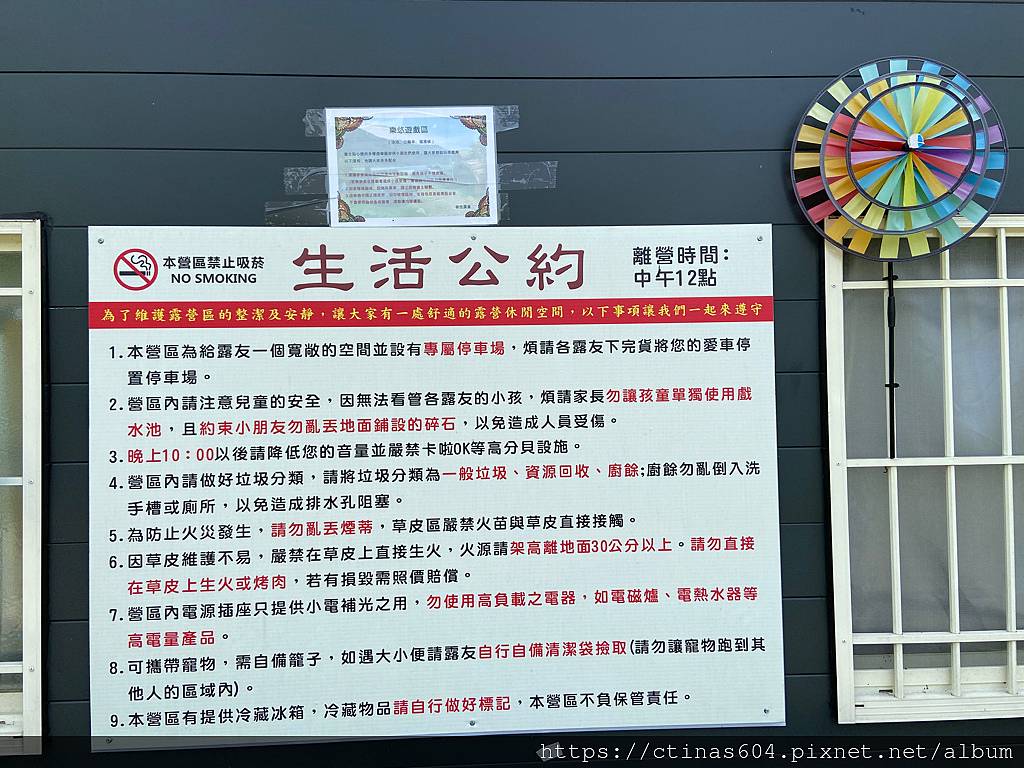 樂悠遊戲區
本營區禁止吸菸
NO SMOKING
生活公約
離營時間:
中午12點
為了維護露營區的整潔及安靜，讓大家有一處舒適的露營休閒空間，以下事項讓我們一起來遵守
1.本營區為給露友一個寬敞的空間並設有專屬停車場，煩請各露友下完貨將您的愛車停
置停車場。
2.營區內請注意兒童的安全，因無法看管各露友的小孩，煩請家長勿讓孩童單獨使用戲
水池，且約束小朋友勿亂丟地面鋪設的碎石，以免造成人員受傷。
3.晚上10：00以後請降低您的音量並嚴禁卡啦OK等高分貝設施。
4.營區內請做好垃圾分類，請將垃圾分類為一般垃圾、資源回收、廚餘;廚餘勿亂倒入洗
手槽或廁所，以免造成排水孔阻塞。
5.為防止火災發生，請勿亂丟煙蒂，草皮區嚴禁火苗與草皮直接接觸。
6.因草皮維護不易，嚴禁在草皮上直接生火，火源請架高離地面30公分以上。請勿直接
在草皮上生火或烤肉，若有損毀需照價賠償。
7.營區內電源插座只提供小電補光之用，勿使用高負載之電器，如電磁爐、電熱水器等
高電量產品。
8.可攜帶寵物，需自備籠子，如遇大小便請露友自行自備清潔袋撿取(請勿讓寵物跑到其
他人的區域內)。
9.本營區有提供冷藏冰箱，冷藏物品請自行做好標記，本營區不負保管責任。
https://ctinas604.pixnet.net/album